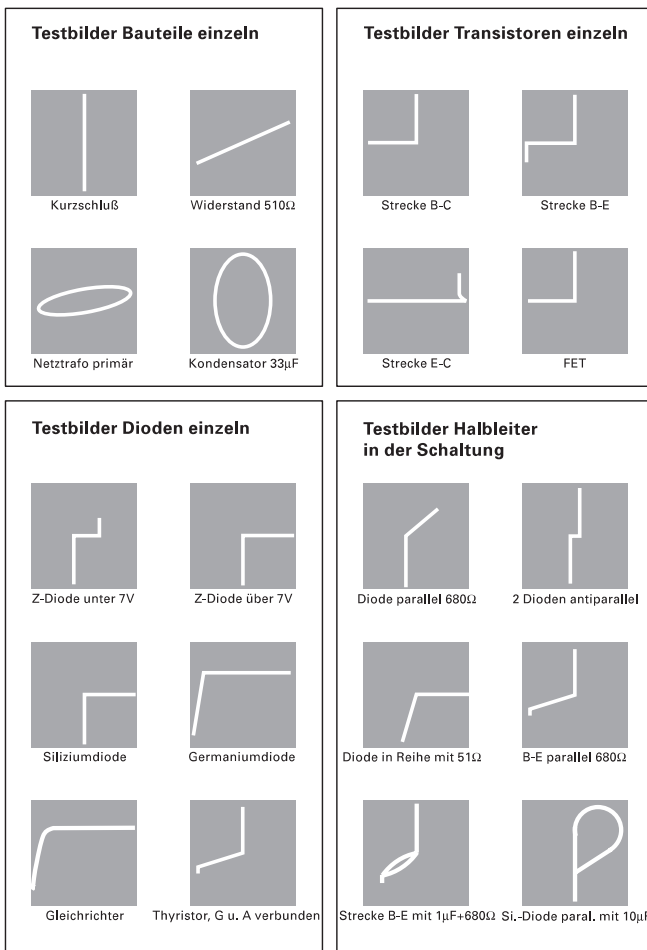 Testbilder Bauteile einzeln
Kurzschluß
Widerstand 510Ω
Netztrafo primär
Kondensator 33µF
Testbilder Transistoren einzeln
Strecke B-C
Strecke B-E
Strecke E-C
FET
Testbilder Dioden einzeln
Z-Diode unter 7V
Z-Diode über 7V
Siliziumdiode
Germaniumdiode
Gleichrichter
Thyristor, G u. A verbunden
Testbilder Halbleiter
in der Schaltung
Diode parallel 680Ω
2 Dioden antiparallel
Diode in Reihe mit 51Ω
B-E parallel 680Ω
Strecke B-E mit 1µF+680Ω
Si.-Diode paral. mit 10µF